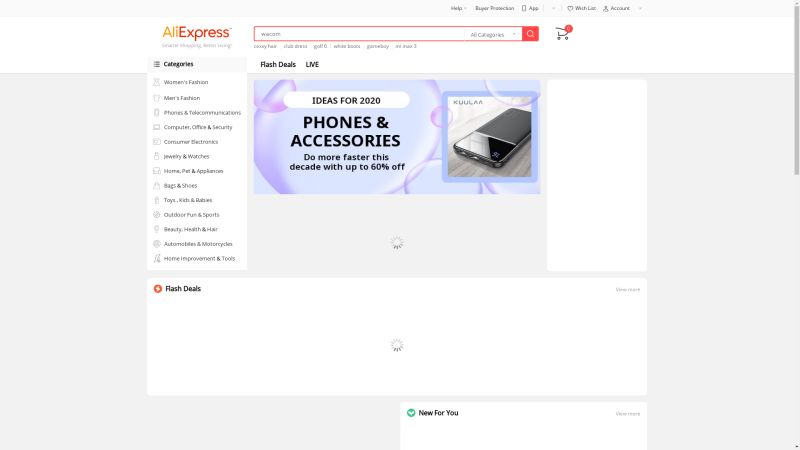 Help
Buyer Protection
App
Wish List
Account
AliExpress
Smarter Shopping, Better Living!
wacom
All Categories
0
cexxy hair
club dress
golf 6
white boots
gameboy
mi max 3
Categories
Flash Deals
LIVE
Women's Fashion
Men's Fashion
Phones & Telecommunications
Computer, Office & Security
Consumer Electronics
Jewelry & Watches
Home, Pet & Appliances
Bags & Shoes
Toys , Kids & Babies
Outdoor Fun & Sports
Beauty, Health & Hair
Automobiles & Motorcycles
Home Improvement & Tools
IDEAS FOR 2020
PHONES &
ACCESSORIES
Do more faster this
decade with up to 60% off
KUULAA
Flash Deals
View more
New For You
View more